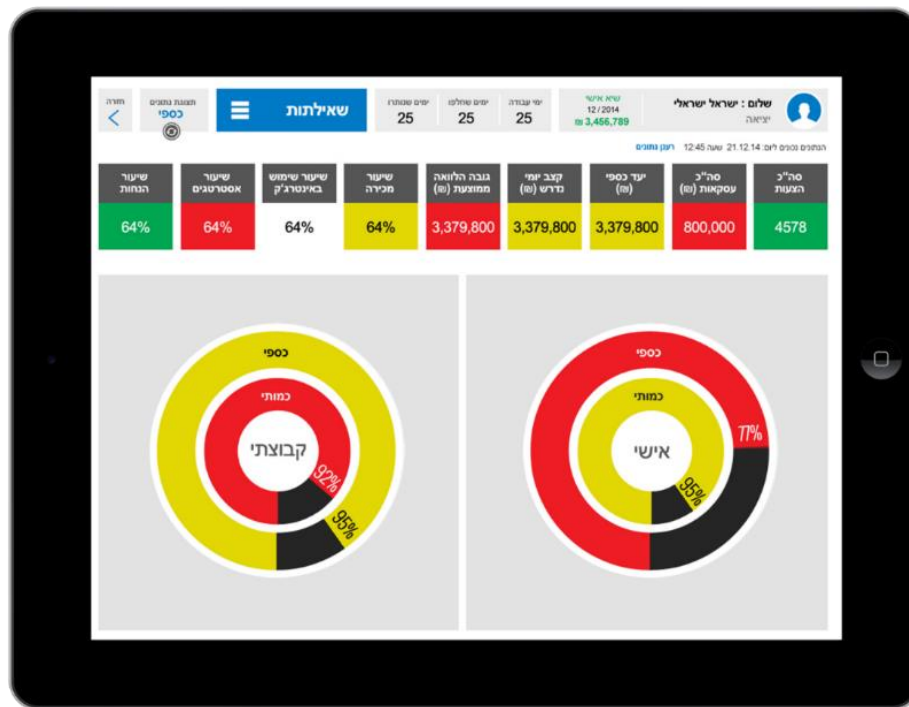 שלום : ישראל ישראלי
יציאה
שיא אישי
12 / 2014
3,456,789 ₪
ימי עבודה
25
ימים שחלפו
25
ימים שנותרו
25
שאילתות
תצוגת נתונים
כספי
חזרה
הנתונים נכונים ליום: 21.12.14 שעה 12:45 רענן נתונים
סה"כ
הצעות
4578
סה"כ
עסקאות (₪)
800,000
יעד כספי
(₪)
3,379,800
קצב יומי
נדרש (₪)
3,379,800
גובה הלוואה
ממוצעת (₪)
3,379,800
שיעור
מכירה
64%
שיעור שימוש
באינטרג'ק
64%
שיעור
אסטרטגים
64%
שיעור
הנחות
64%
כספי
כמותי
אישי
77%
95%
כספי
כמותי
קבוצתי
92%
95%